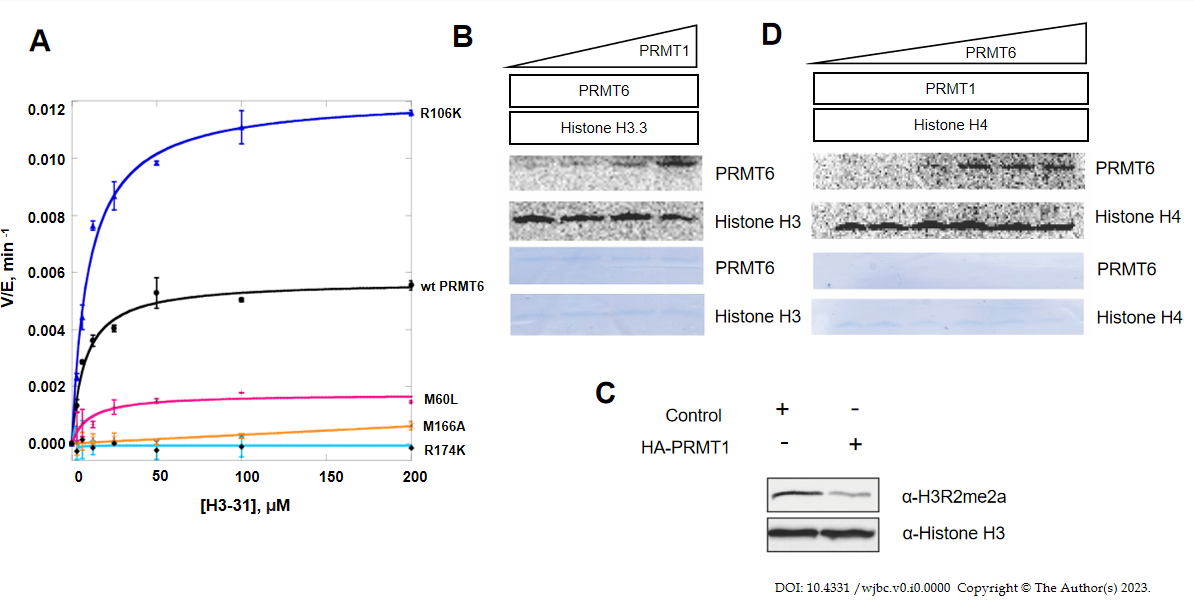 A
0.012
0.010
0.008
0.006
0.004
0.002
0.000
V/E, min -1
0
50
100
150
200
[H3-31], µM
R106K
wt PRMT6
M60L
M166A
R174K
B
PRMT1
PRMT6
Histone H3.3
PRMT6
Histone H3
PRMT6
Histone H3
D
PRMT6
PRMT1
Histone H4
PRMT6
Histone H4
PRMT6
Histone H4
C
Control + -
HA-PRMT1 - +
α-H3R2me2a
α-Histone H3
DOI: 10.4331 /wjbc.v0.i0.0000 Copyright © The Author(s) 2023.